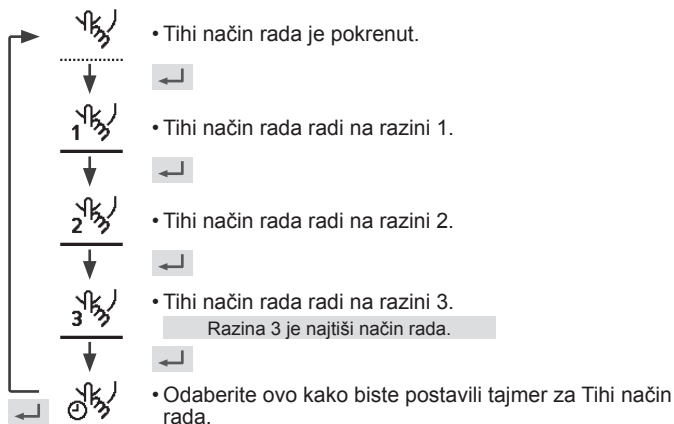 • Tihi način rada je pokrenut.
1
• Tihi način rada radi na razini 1.
2
• Tihi način rada radi na razini 2.
3
• Tihi način rada radi na razini 3.
Razina 3 je najtiši način rada.
• Odaberite ovo kako biste postavili tajmer za Tihi način
rada.